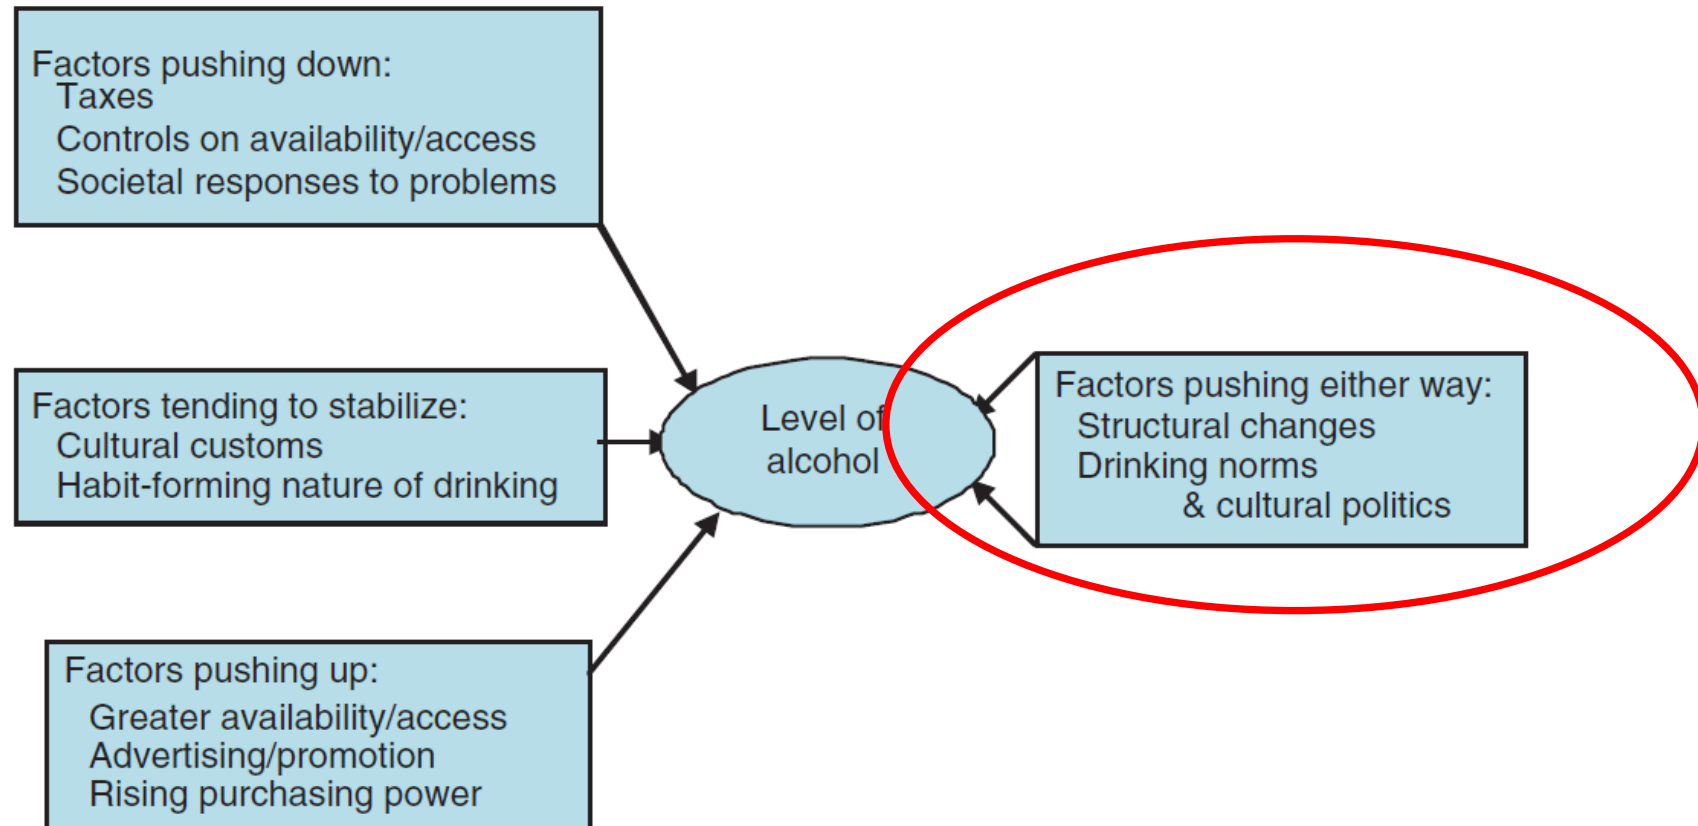 Factors pushing down:
Taxes
Controls on availability/access
Societal responses to problems
Factors tending to stabilize:
Cultural customs
Habit-forming nature of drinking
Factors pushing up:
Greater availability/access
Advertising/promotion
Rising purchasing power
Level of
alcohol
Factors pushing either way:
Structural changes
Drinking norms
& cultural politics